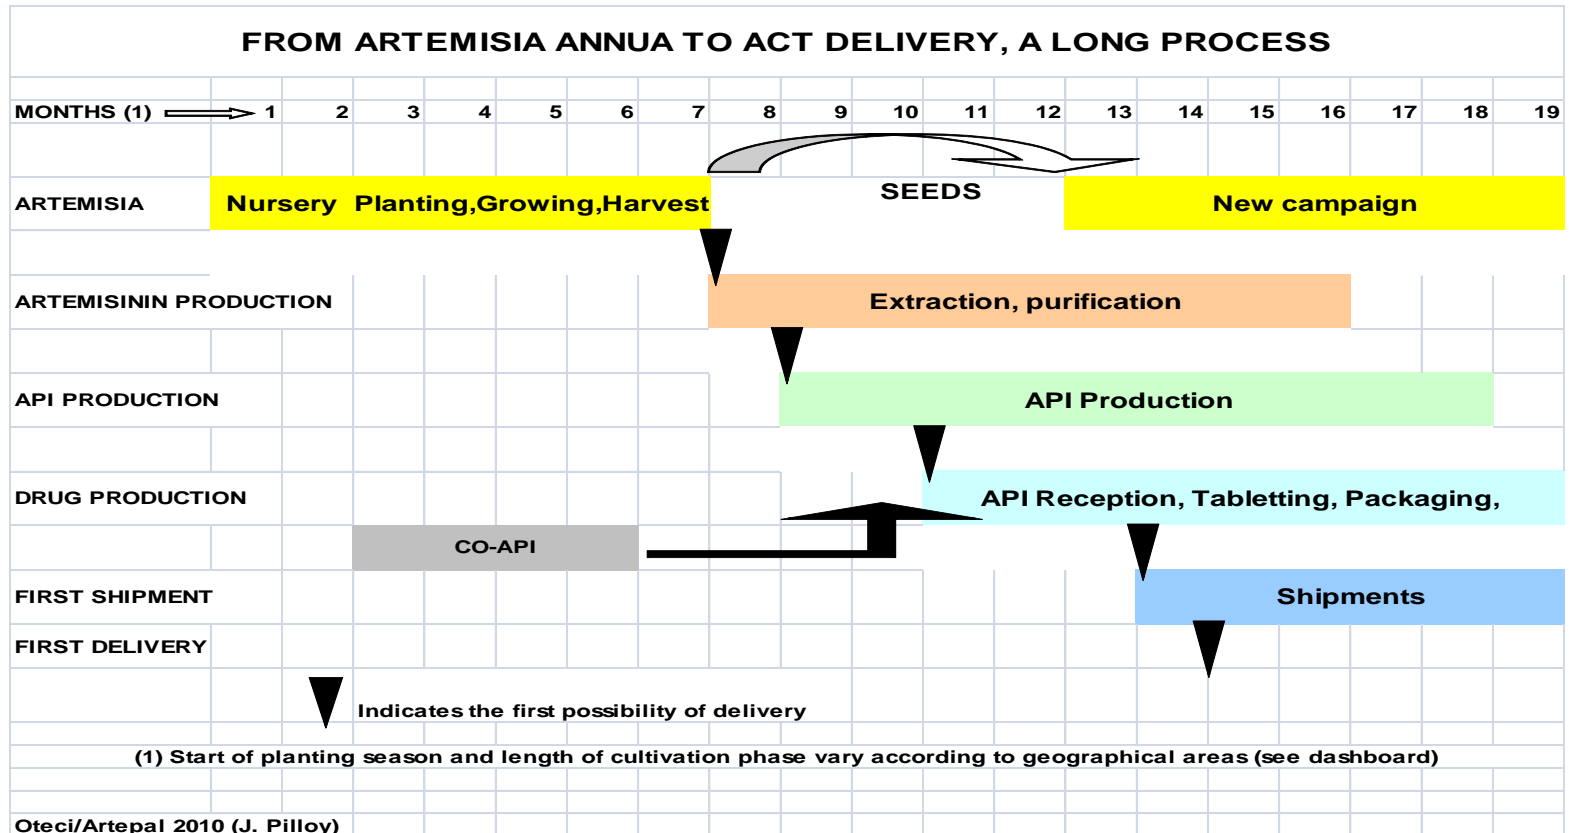 FROM ARTEMISIA ANNUA TO ACT DELIVERY, A LONG PROCESS
MONTHS (1) 1 2 3 4 5 6 7 8 9 10 11 12 13 14 15 16 17 18 19
SEEDS
ARTEMISIA Nursery Planting,Growing,Harvest New campaign
ARTEMISININ PRODUCTION Extraction, purification
API PRODUCTION API Production
DRUG PRODUCTION API Reception, Tabletting, Packaging,
CO-API
FIRST SHIPMENT Shipments
FIRST DELIVERY
Indicates the first possibility of delivery
(1) Start of planting season and length of cultivation phase vary according to geographical areas (see dashboard)
Oteci/Artepal 2010 (J. Pilloy)